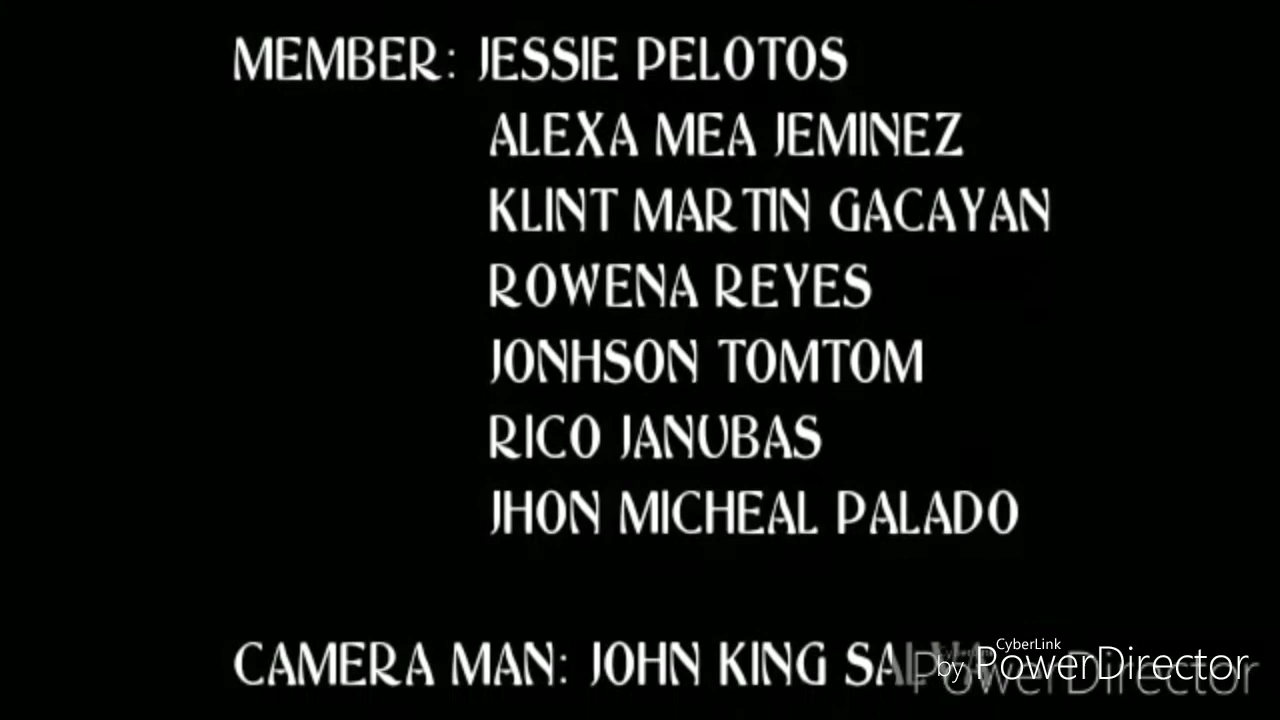 MEMBER: JESSIE PELOTOS
ALEXA MEA JEMINEZ
KLINT MARTIN GACAYAN
ROWENA REYES
JONHSON TOMTOM
RICO JANUBAS
JHON MICHEAL PALADO
CAMERA MAN: JOHN KING
CyberLink
by PowerDirector